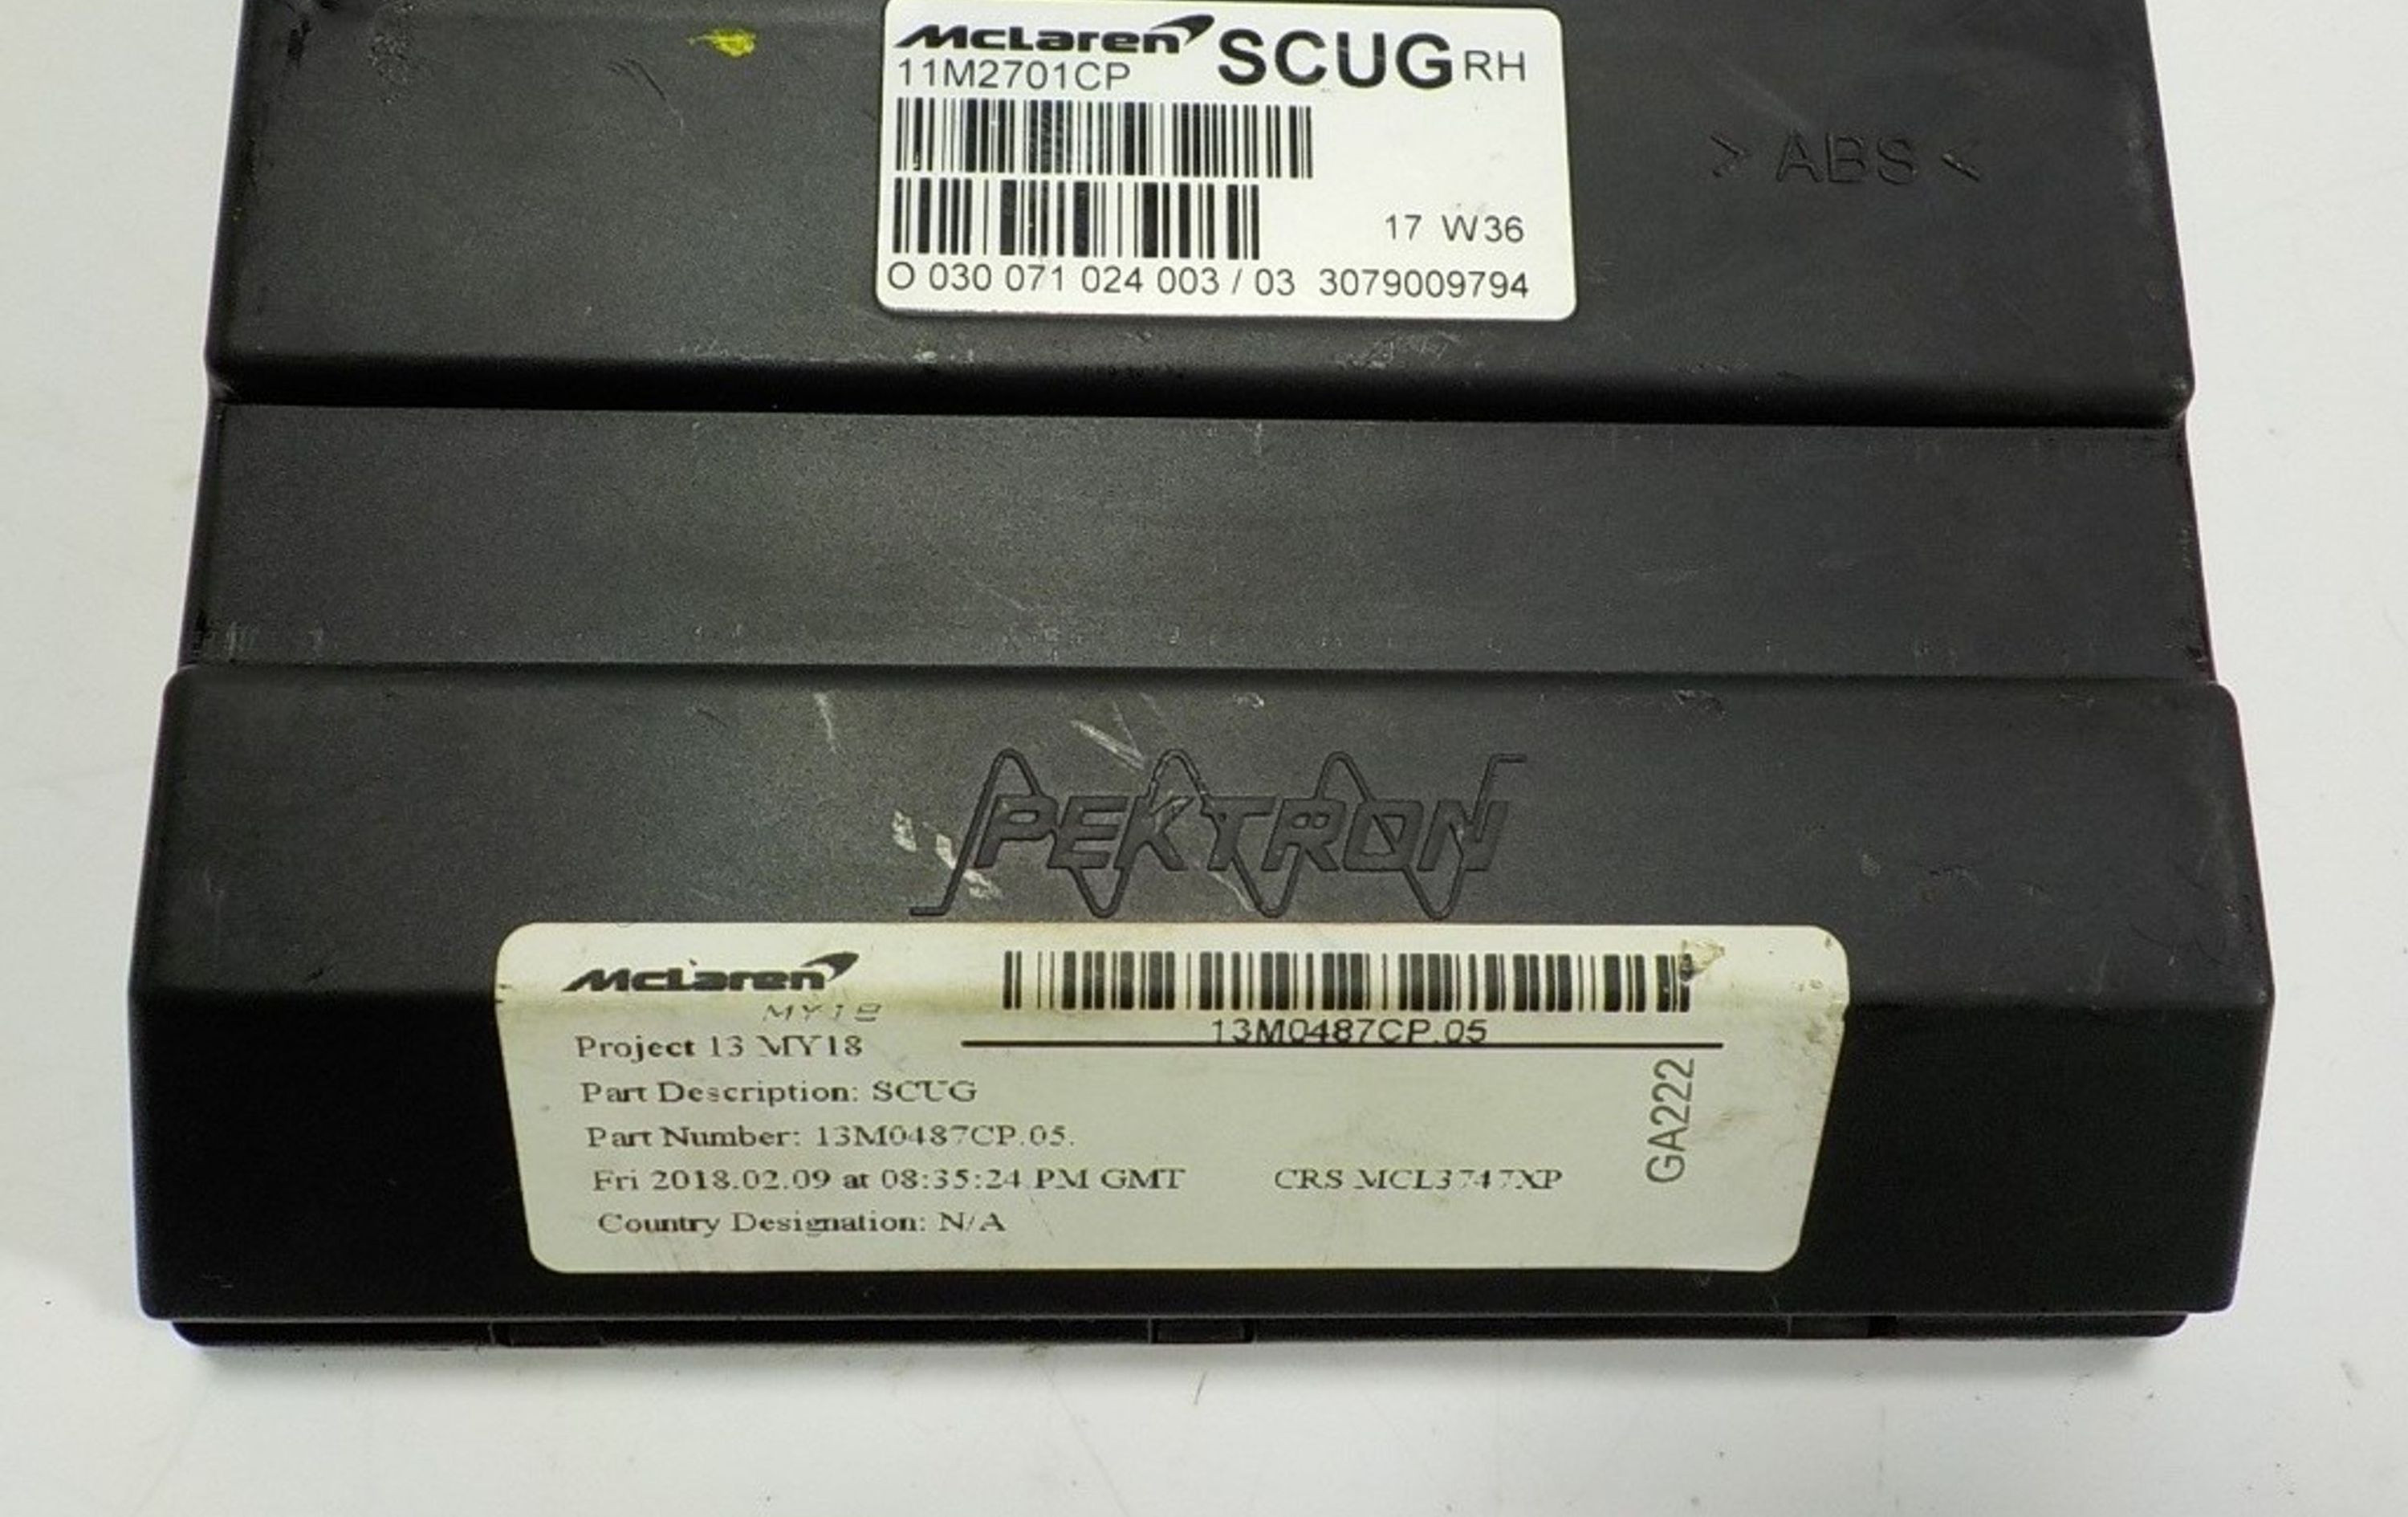 McLaren SCUG RH
11M2701CP
> ABS <
17 W36
O 030 071 024 003 / 03 3079009794
PEKTRON
McLaren
MY18
13M0487CP.05
Project 13 MY18
Part Description: SCUG
Part Number: 13M0487CP.05.
Fri 2018.02.09 at 08:35:24 PM GMT CRS MCL3747XP
Country Designation: N/A
GA222